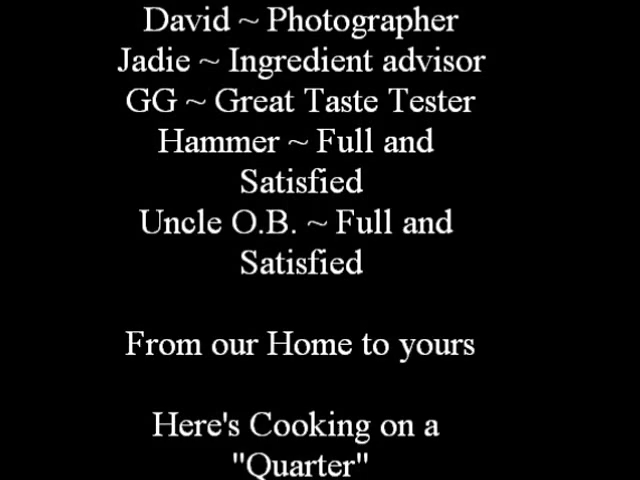 David ~ Photographer
Jadie ~ Ingredient advisor
GG ~ Great Taste Tester
Hammer ~ Full and
Satisfied
Uncle O.B. ~ Full and
Satisfied
From our Home to yours
Here's Cooking on a
"Quarter"